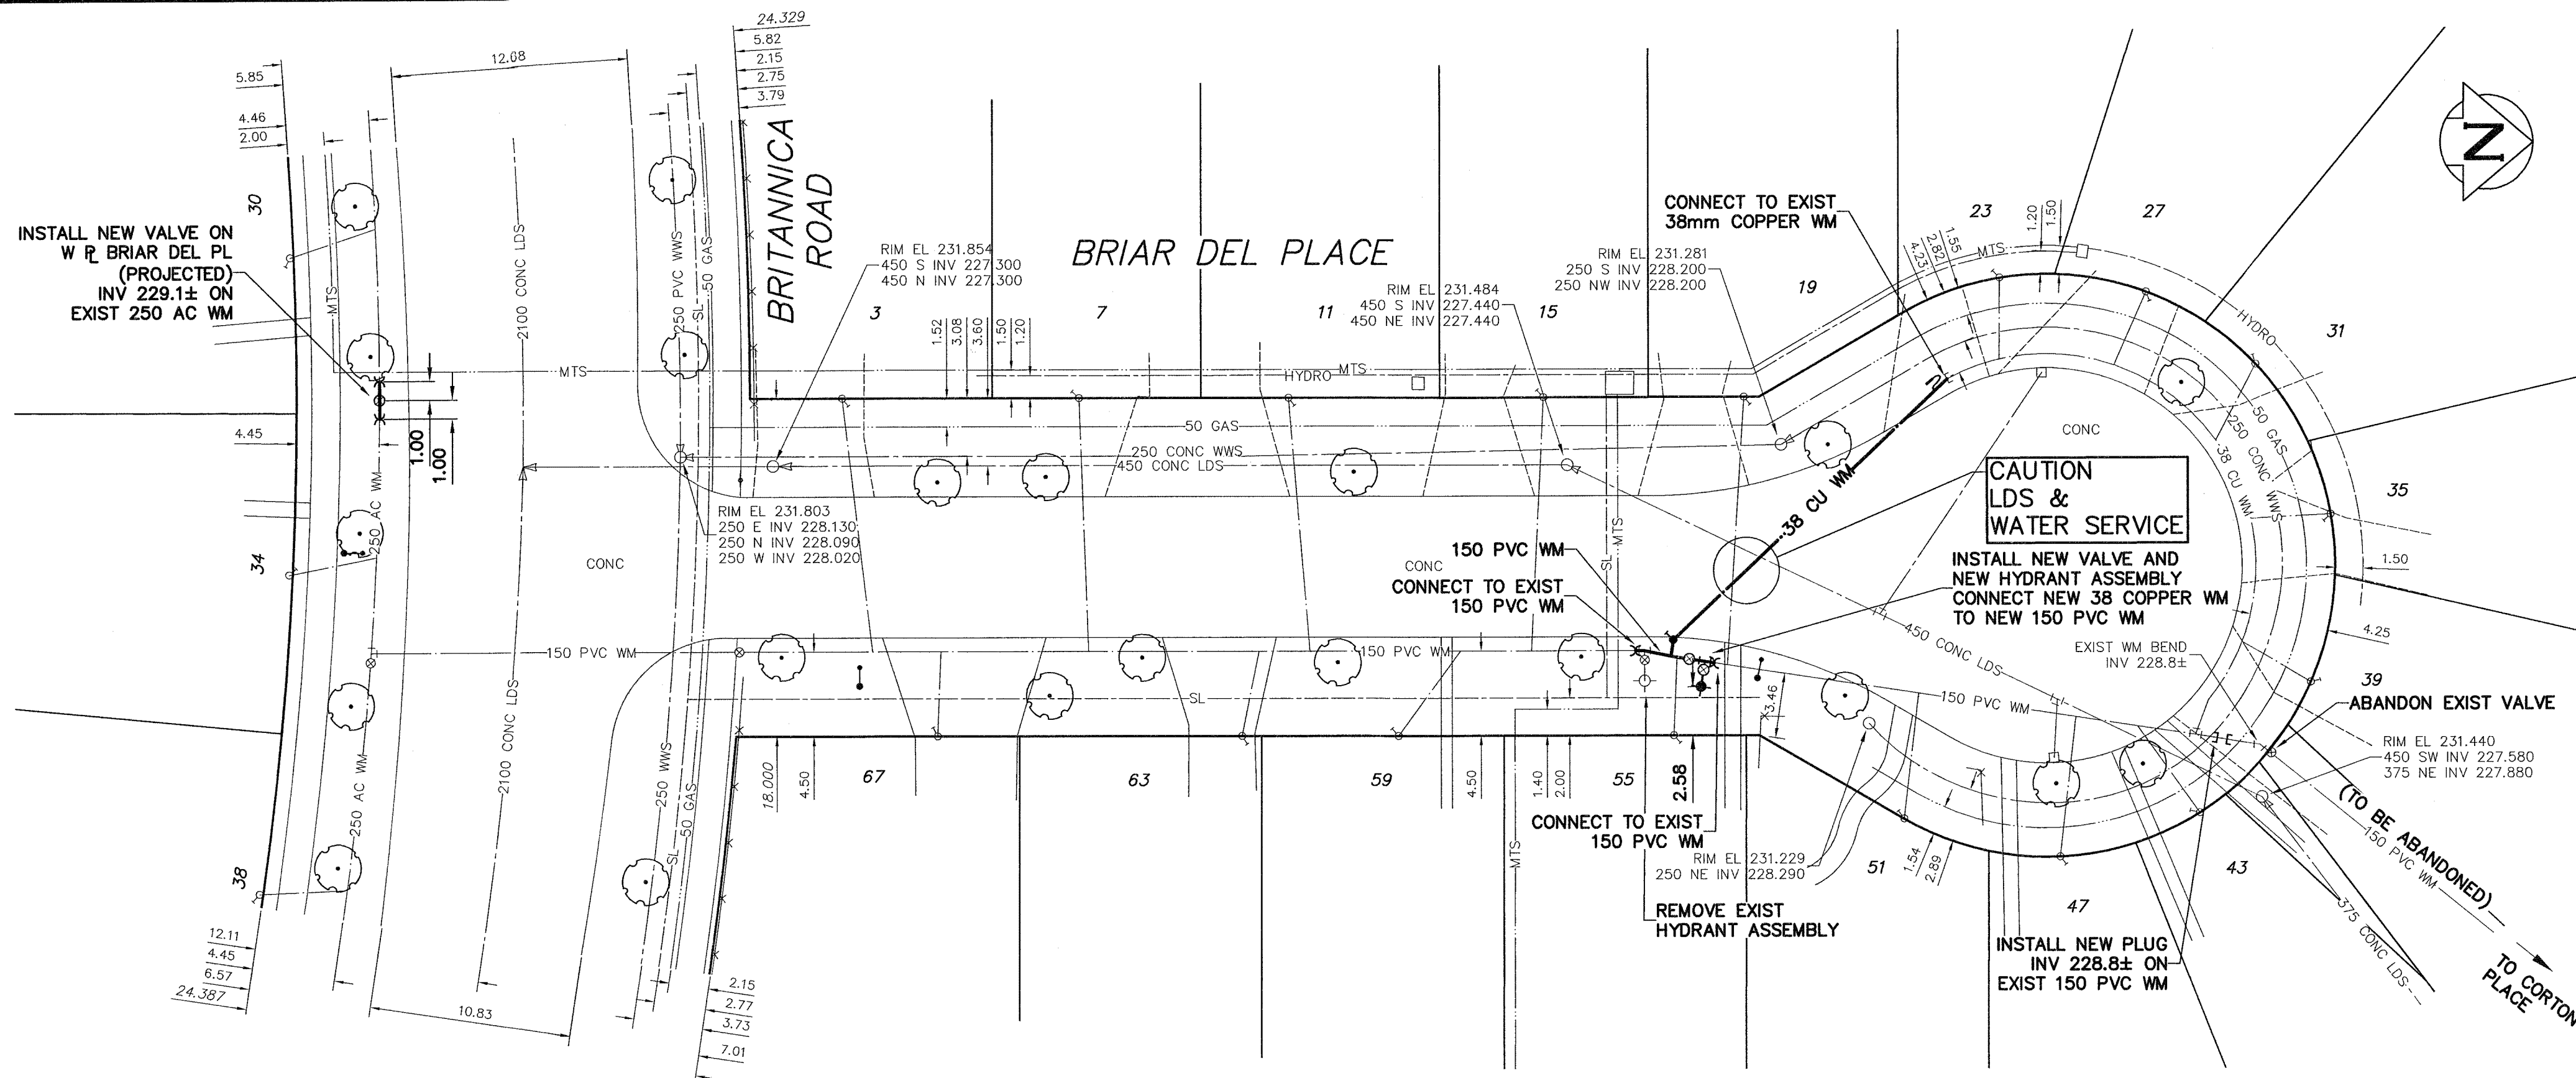 24.329
5.82
2.15
2.75
3.79
12.08
5.85
4.46
2.00
30
INSTALL NEW VALVE ON
W PL BRIAR DEL PL
(PROJECTED)
INV 229.1± ON
EXIST 250 AC WM
MTS
2100 CONC LDS
250 PVC WWS
SL
50 GAS
BRITANNICA
ROAD
RIM EL 231.854
450 S INV 227.300
450 N INV 227.300
BRIAR DEL PLACE
3
7
11
15
19
23
27
31
35
39
43
47
51
55
59
63
67
RIM EL 231.484
450 S INV 227.440
450 NE INV 227.440
RIM EL 231.281
250 S INV 228.200
250 NW INV 228.200
CONNECT TO EXIST
38mm COPPER WM
1.20
1.50
1.55
2.82
4.23
MTS
HYDRO
N
1.52
3.08
3.60
1.50
1.20
MTS
HYDRO
MTS
50 GAS
250 CONC WWS
450 CONC LDS
4.45
1.00
1.00
250 AC WM
34
RIM EL 231.803
250 E INV 228.130
250 N INV 228.090
250 W INV 228.020
CONC
CONC
CONC
38 CU WM
CAUTION
LDS &
WATER SERVICE
50 GAS
250 CONC WWS
38 CU WM
1.50
4.25
150 PVC WM
CONNECT TO EXIST
150 PVC WM
SL
MTS
INSTALL NEW VALVE AND
NEW HYDRANT ASSEMBLY
CONNECT NEW 38 COPPER WM
TO NEW 150 PVC WM
EXIST WM BEND
INV 228.8±
450 CONC LDS
ABANDON EXIST VALVE
RIM EL 231.440
450 SW INV 227.580
375 NE INV 227.880
150 PVC WM
150 PVC WM
150 PVC WM
SL
3.46
18.000
4.50
4.50
1.40
2.00
2.58
CONNECT TO EXIST
150 PVC WM
RIM EL 231.229
250 NE INV 228.290
REMOVE EXIST
HYDRANT ASSEMBLY
MTS
1.54
2.89
INSTALL NEW PLUG
INV 228.8± ON
EXIST 150 PVC WM
(TO BE ABANDONED)
150 PVC WM
375 CONC LDS
TO CORTON
PLACE
2100 CONC LDS
250 AC WM
250 WWS
SL
50 GAS
38
12.11
4.45
6.57
24.387
10.83
2.15
2.77
3.73
7.01